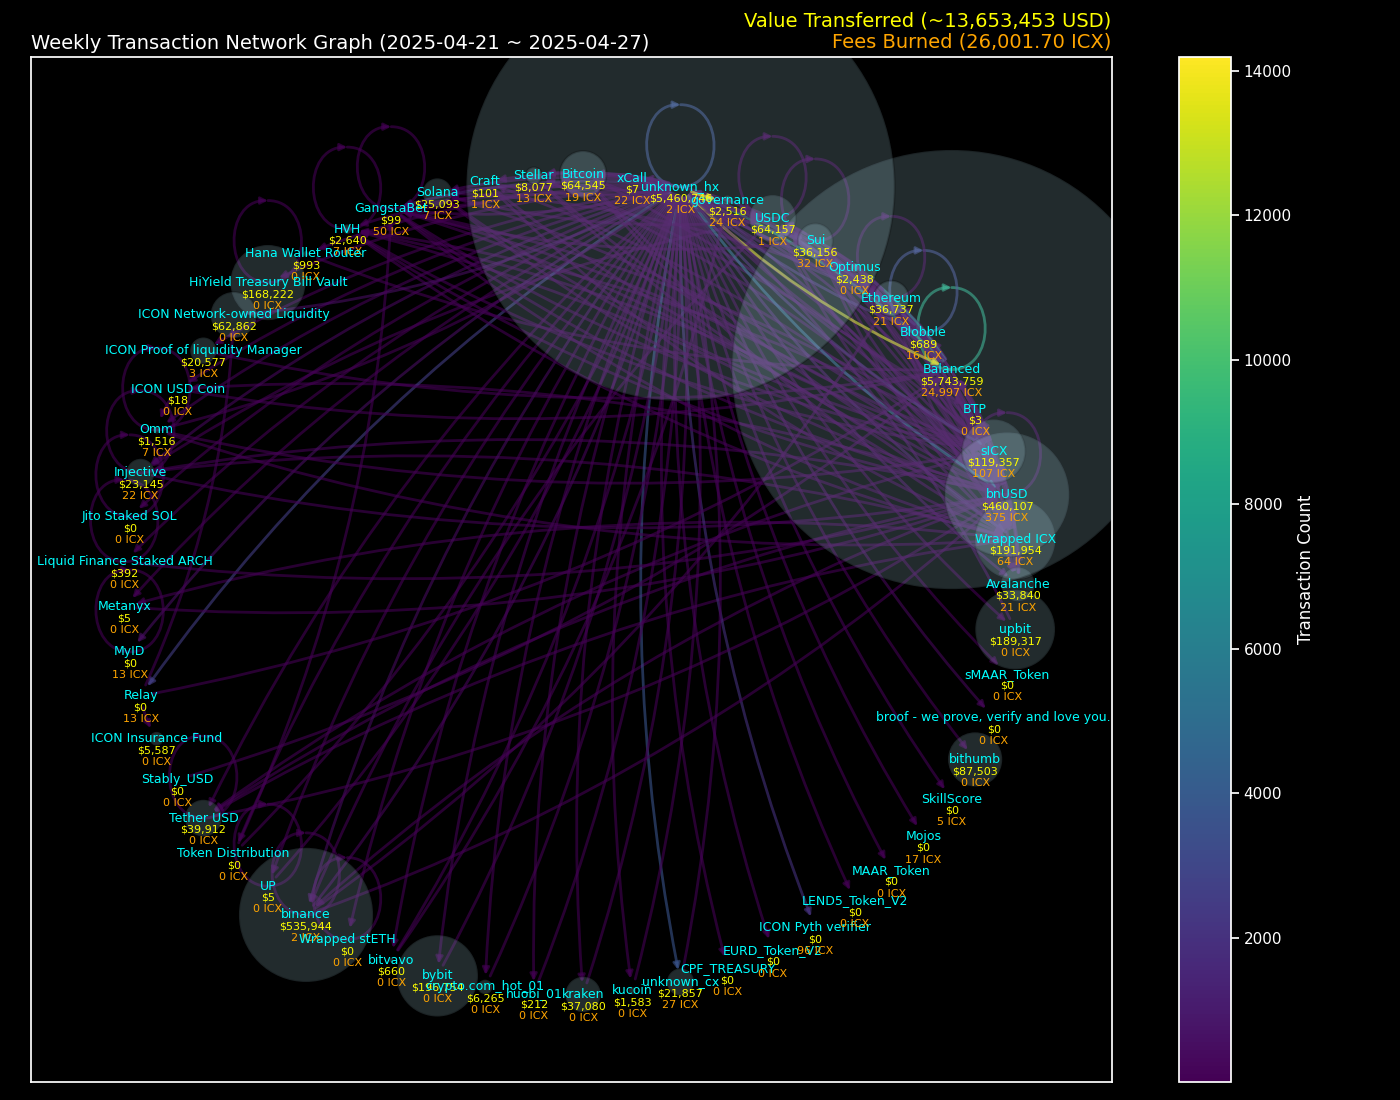 Value Transferred (~13,653,453 USD)
Weekly Transaction Network Graph (2025-04-21 ~ 2025-04-27)
Fees Burned (26,001.70 ICX)
unknown_hx
2 ICX
governance
$2,516
24 ICX
USDC
$64,157
1 ICX
Sui
$36,156
32 ICX
Optimus
$2,438
0 ICX
Ethereum
$36,737
21 ICX
Blobble
$689
16 ICX
Balanced
$5,743,759
24,997 ICX
BTP
$3
0 ICX
sICX
$119,357
107 ICX
bnUSD
$460,107
375 ICX
Wrapped ICX
$191,954
64 ICX
Avalanche
$33,840
21 ICX
upbit
$189,317
0 ICX
sMAAR_Token
$0
0 ICX
broof - we prove, verify and love you.
$0
0 ICX
bithumb
$87,503
0 ICX
SkillScore
$0
5 ICX
Mojos
$0
17 ICX
MAAR_Token
$0
0 ICX
LEND5_Token_V2
$0
0 ICX
ICON Pyth verifier
$0
96 ICX
EURD_Token_V2
$0
0 ICX
CPF_TREASURY
$0
0 ICX
unknown_cx
$21,857
27 ICX
kucoin
$1,583
0 ICX
kraken
$37,080
0 ICX
huobi_01
$212
0 ICX
crypto.com_hot_01
$6,265
0 ICX
bybit
$196,754
0 ICX
bitvavo
$660
0 ICX
Wrapped stETH
$0
0 ICX
binance
$535,944
2 ICX
UP
$5
0 ICX
Token Distribution
$0
0 ICX
Tether USD
$39,912
0 ICX
Stably_USD
$0
0 ICX
ICON Insurance Fund
$5,587
0 ICX
Relay
$0
13 ICX
MyID
$0
13 ICX
Metanyx
$5
0 ICX
Liquid Finance Staked ARCH
$392
0 ICX
Jito Staked SOL
$0
0 ICX
Injective
$23,145
22 ICX
Omm
$1,516
7 ICX
ICON USD Coin
$18
0 ICX
ICON Proof of liquidity Manager
$20,577
3 ICX
ICON Network-owned Liquidity
$62,862
0 ICX
HiYield Treasury Bill Vault
$168,222
0 ICX
Hana Wallet Router
$993
0 ICX
HVH
$2,640
7 ICX
GangstaBet
$99
50 ICX
Solana
$25,093
7 ICX
Craft
$101
1 ICX
Stellar
$8,077
13 ICX
Bitcoin
$64,545
19 ICX
xCall
$7
22 ICX
14000
12000
10000
8000
6000
4000
2000
Transaction Count